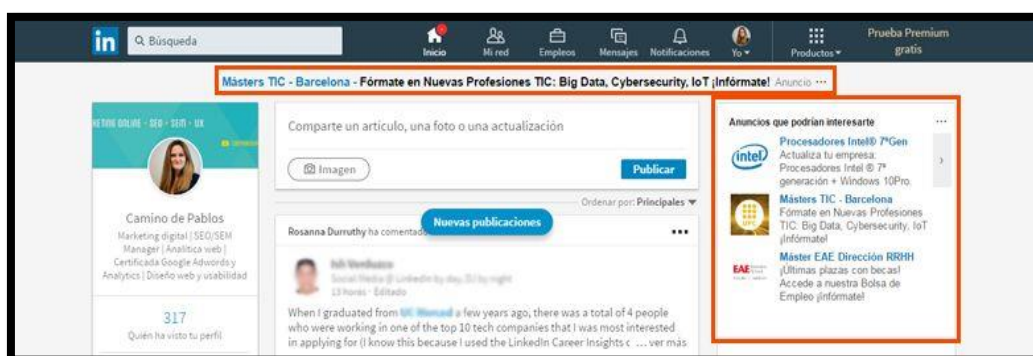 in
Búsqueda
Inicio
Mi red
Empleos
Mensajes
Notificaciones
Yo
Productos
Prueba Premium
gratis
Másters TIC - Barcelona - Fórmate en Nuevas Profesiones TIC: Big Data, Cybersecurity, IoT ¡Infórmate! Anuncio ...
KETING ONLINE - SEO - SEM - UX
Camino de Pablos
Marketing digital | SEO/SEM
Manager | Analítica web |
Certificada Google Adwords y
Analytics | Diseño web y usabilidad
317
Quién ha visto tu perfil
Comparte un artículo, una foto o una actualización
Imagen
Publicar
Ordenar por: Principales
Nuevas publicaciones
Rosanna Durruthy ha comentado
13 horas · Editado
When I graduated from a few years ago, there was a total of 4 people
who were working in one of the top 10 tech companies that I was most interested
in applying for (I know this because I used the LinkedIn Career Insights c ... ver más
Anuncios que podrían interesarte
intel
Procesadores Intel® 7ªGen
Actualiza tu empresa:
Procesadores Intel ® 7ª
generación + Windows 10Pro.
UPC
Másters TIC - Barcelona
Fórmate en Nuevas Profesiones
TIC: Big Data, Cybersecurity, IoT
¡Infórmate!
EAE
Máster EAE Dirección RRHH
¡Últimas plazas con becas!
Accede a nuestra Bolsa de
Empleo ¡infórmate!